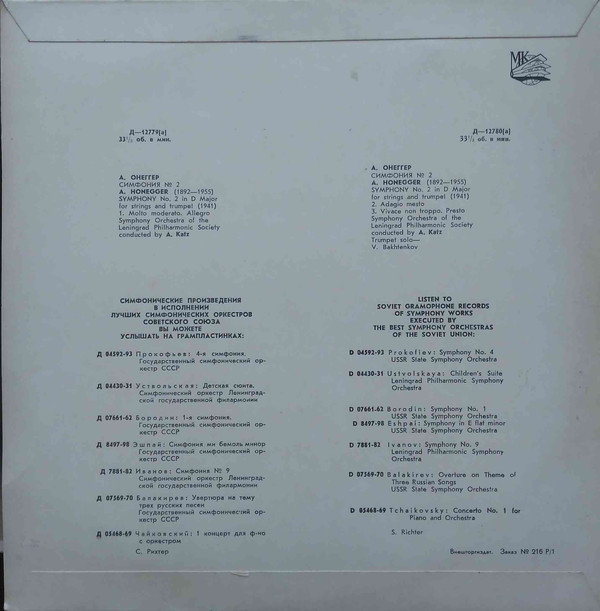 МК
Д—12779(а)
33⅓ об. в мин.
А. ОНЕГГЕР
СИМФОНИЯ № 2
A. HONEGGER (1892—1955)
SYMPHONY No. 2 in D Major
for strings and trumpet (1941)
1. Molto moderato. Allegro
Symphony Orchestra of the
Leningrad Philharmonic Society
conducted by A. Katz
Д—12780(а)
33⅓ об. в мин.
А. ОНЕГГЕР
СИМФОНИЯ № 2
A. HONEGGER (1892—1955)
SYMPHONY No. 2 in D Major
for strings and trumpet (1941)
2. Adagio mesto
3. Vivace non troppo, Presto
Symphony Orchestra of the
Leningrad Philharmonic Society
conducted by A. Katz
Trumpet solo—
V. Bakhtenkov
СИМФОНИЧЕСКИЕ ПРОИЗВЕДЕНИЯ
В ИСПОЛНЕНИИ
ЛУЧШИХ СИМФОНИЧЕСКИХ ОРКЕСТРОВ
СОВЕТСКОГО СОЮЗА
ВЫ МОЖЕТЕ
УСЛЫШАТЬ НА ГРАМПЛАСТИНКАХ:
Д 04592-93 Прокофьев: 4-я симфония.
Государственный симфонический ор-
кестр СССР
Д 04430-31 Уствольская: Детская сюита.
Симфонический оркестр Ленинград-
ской государственной филармонии
Д 07661-62 Бородин: 1-я симфония.
Государственный симфонический ор-
кестр СССР
Д 8497-98 Эшпай: Симфония ми бемоль минор
Государственный симфонический ор-
кестр СССР
Д 7881-82 Иванов: Симфония № 9
Симфонический оркестр Ленинград-
ской государственной филармонии
Д 07569-70 Балакирев: Увертюра на тему
трех русских песен
Государственный симфонический ор-
кестр СССР
Д 05468-69 Чайковский: 1 концерт для ф-но
с оркестром
С. Рихтер
LISTEN TO
SOVIET GRAMOPHONE RECORDS
OF SYMPHONY WORKS
EXECUTED BY
THE BEST SYMPHONY ORCHESTRAS
OF THE SOVIET UNION:
D 04592-93 Prokofiev: Symphony No. 4
USSR State Symphony Orchestra
D 04430-31 Ustvolskaya: Children's Suite
Leningrad Philharmonic Symphony
Orchestra
D 07661-62 Borodin: Symphony No. 1
USSR State Symphony Orchestra
D 8497-98 Eshpai: Symphony in E flat minor
USSR State Symphony Orchestra
D 7881-82 Ivanov: Symphony No. 9
Leningrad Philharmonic Symphony
Orchestra
D 07569-70 Balakirev: Overture on Theme of
Three Russian Songs
USSR State Symphony Orchestra
D 05468-69 Tchaikovsky: Concerto No. 1 for
Piano and Orchestra
S. Richter
Внешторгиздат. Заказ № 216 Р/1